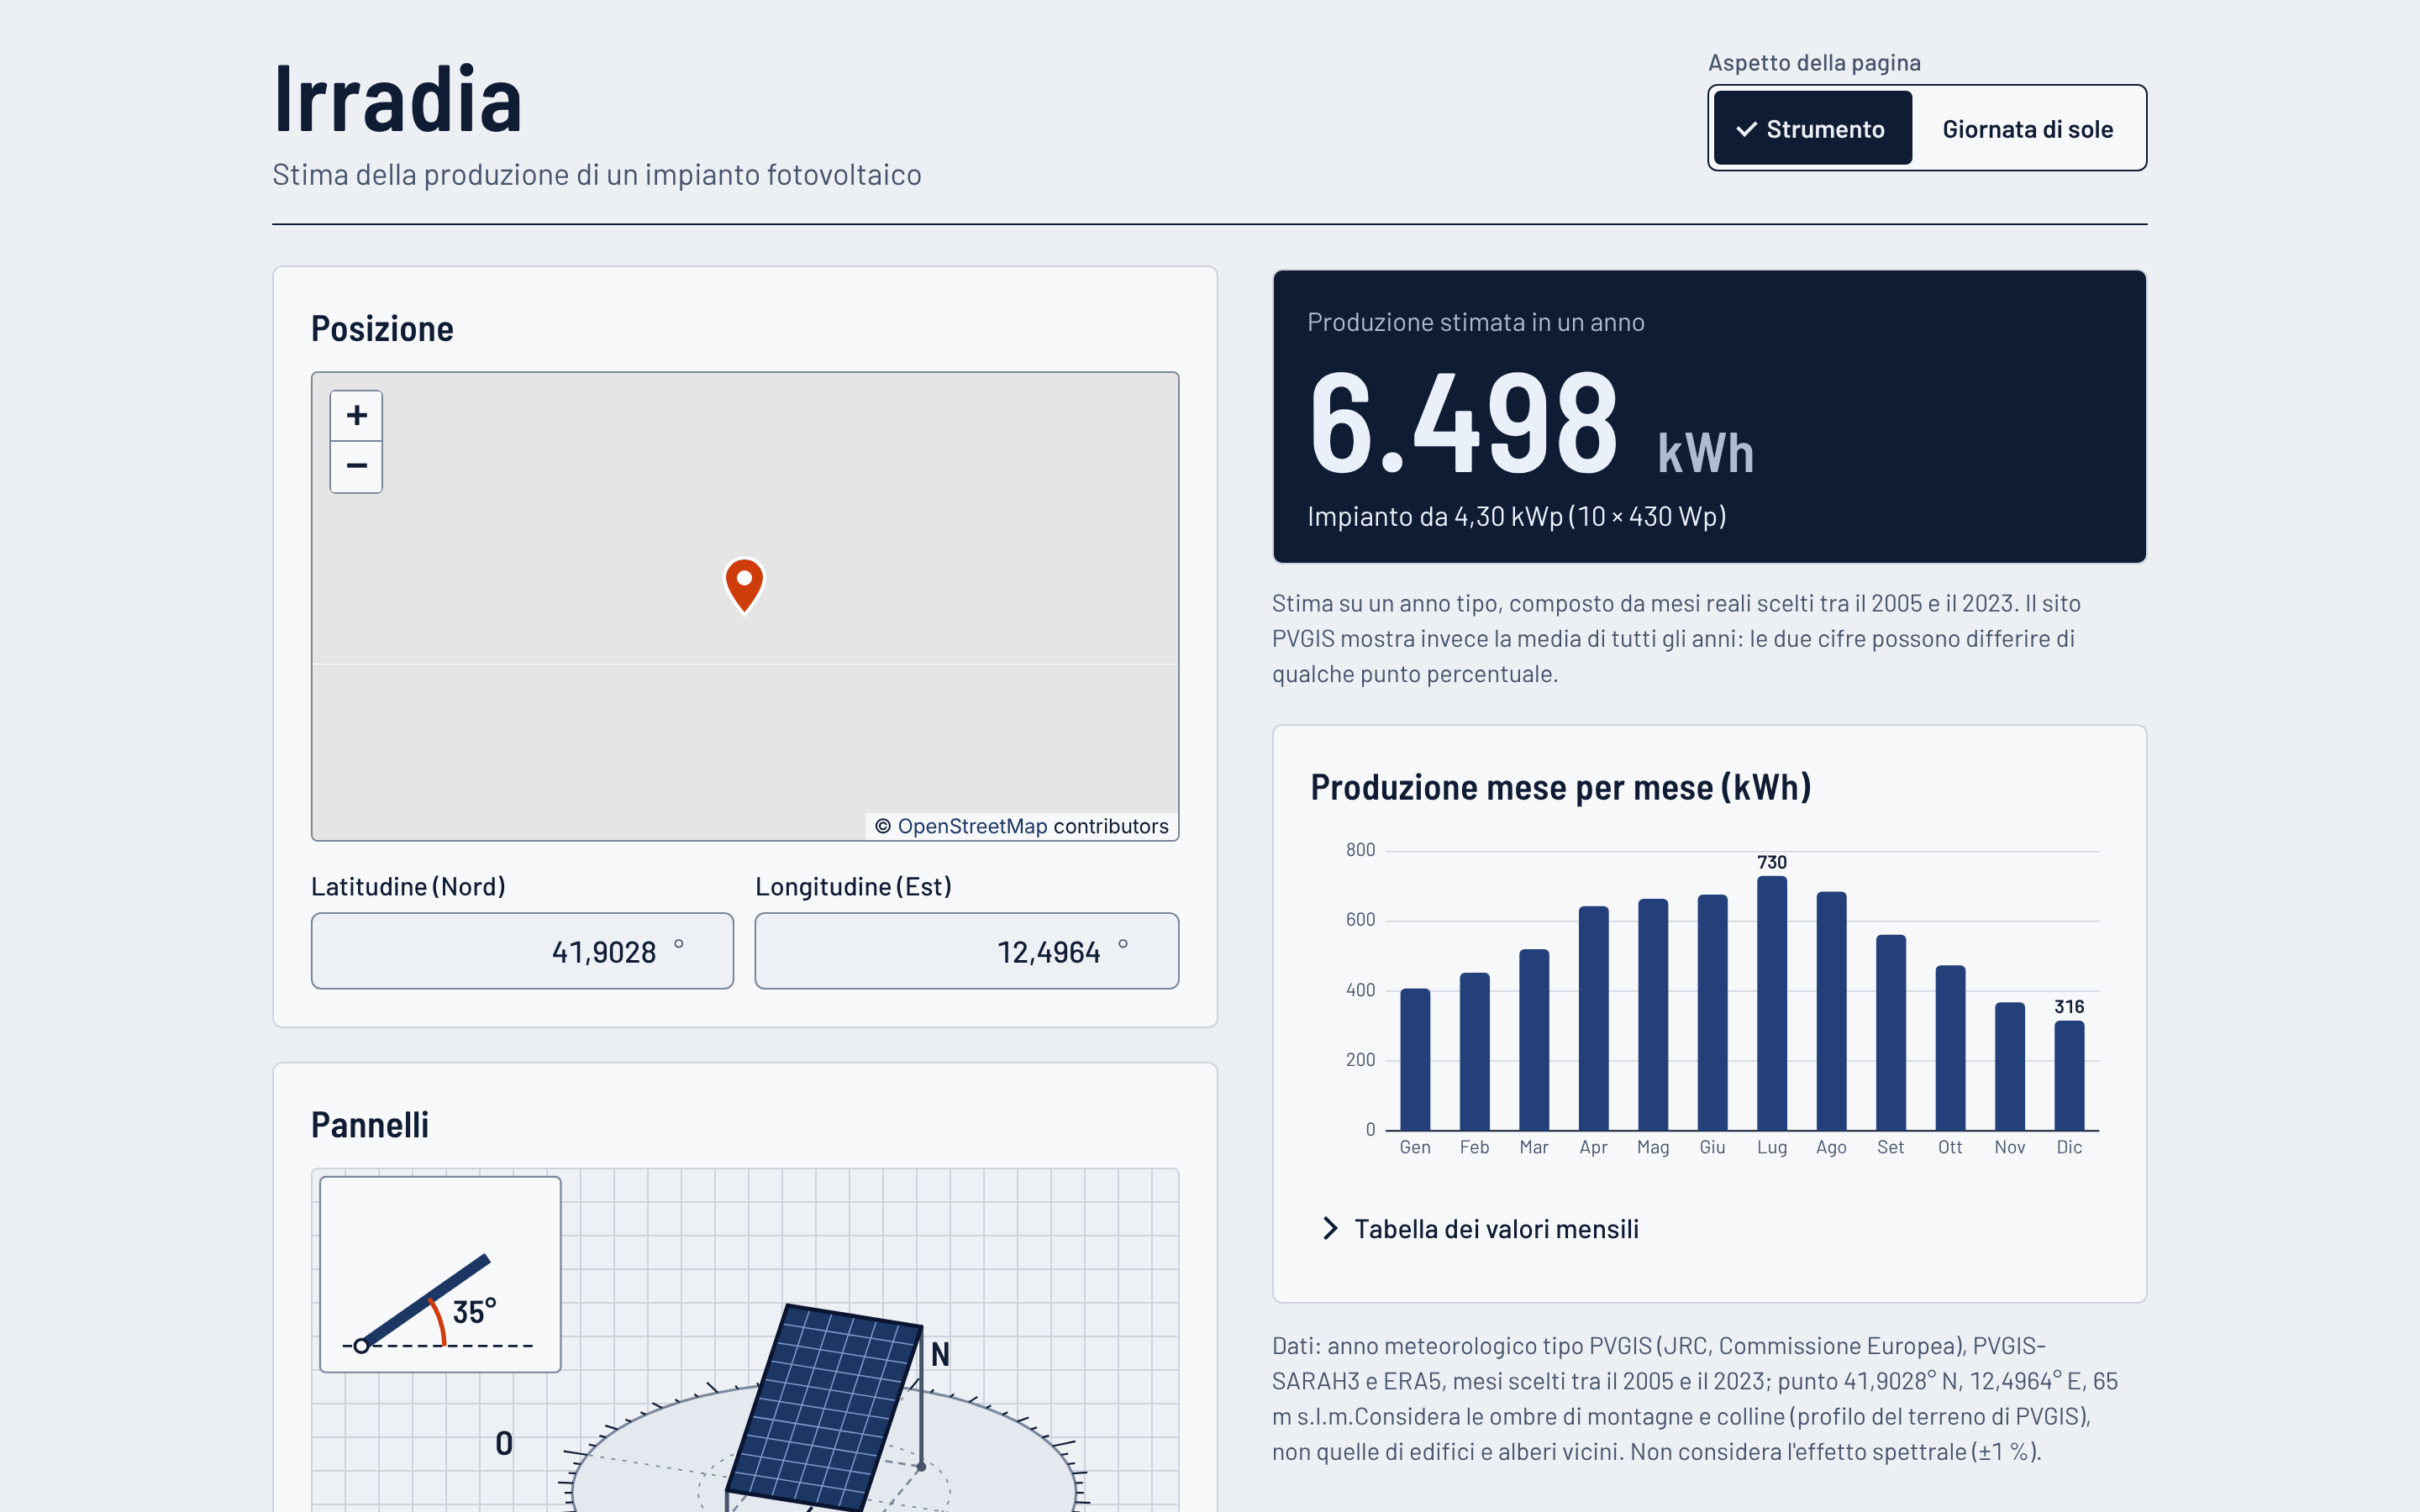 Irradia
Stima della produzione di un impianto fotovoltaico
Aspetto della pagina
Strumento
Giornata di sole
Posizione
+
−
© OpenStreetMap contributors
Latitudine (Nord)
Longitudine (Est)
41,9028 °
12,4964 °
Pannelli
35°
N
O
Produzione stimata in un anno
6.498 kWh
Impianto da 4,30 kWp (10 × 430 Wp)
Stima su un anno tipo, composto da mesi reali scelti tra il 2005 e il 2023. Il sito
PVGIS mostra invece la media di tutti gli anni: le due cifre possono differire di
qualche punto percentuale.
Produzione mese per mese (kWh)
800
730
600
400
316
200
0
Gen Feb Mar Apr Mag Giu Lug Ago Set Ott Nov Dic
Tabella dei valori mensili
Dati: anno meteorologico tipo PVGIS (JRC, Commissione Europea), PVGIS-
SARAH3 e ERA5, mesi scelti tra il 2005 e il 2023; punto 41,9028° N, 12,4964° E, 65
m s.l.m.Considera le ombre di montagne e colline (profilo del terreno di PVGIS),
non quelle di edifici e alberi vicini. Non considera l'effetto spettrale (±1 %).